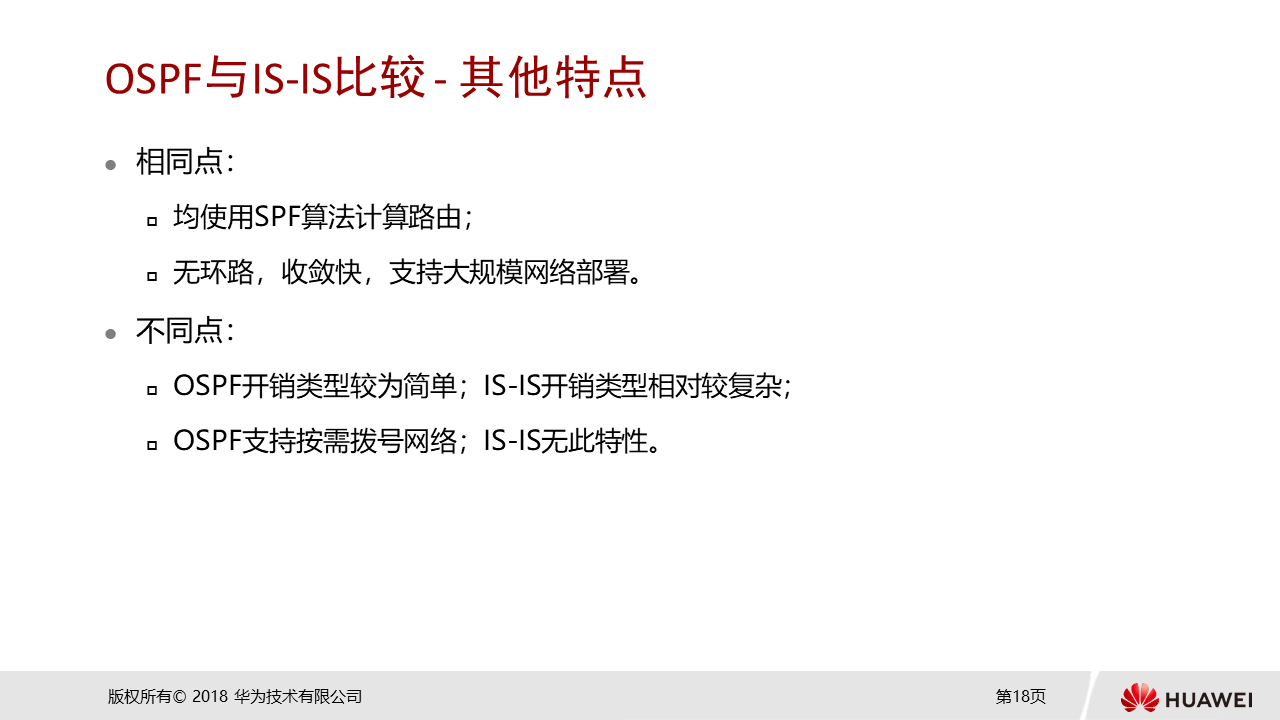 OSPF与IS-IS比较 - 其他特点
相同点：
均使用SPF算法计算路由；
无环路，收敛快，支持大规模网络部署。
不同点：
OSPF开销类型较为简单；IS-IS开销类型相对较复杂；
OSPF支持按需拨号网络；IS-IS无此特性。
版权所有© 2018 华为技术有限公司
第18页
HUAWEI